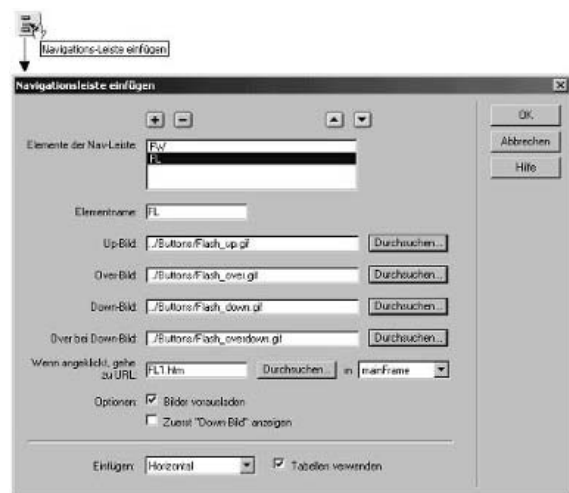 Navigations-Leiste einfügen
Navigationsleiste einfügen
OK
Abbrechen
Hilfe
Elemente der Nav-Leiste: FW
FL
Elementname: FL
Up-Bild: ../Buttons/Flash_up.gif Durchsuchen...
Over-Bild: ../Buttons/Flash_over.gif Durchsuchen...
Down-Bild: ../Buttons/Flash_down.gif Durchsuchen...
Over bei Down-Bild: ../Buttons/Flash_overdown.gif Durchsuchen...
Wenn angeklickt, gehe
zu URL: FL1.htm Durchsuchen... in mainFrame
Optionen: Bilder vorausladen
Zuerst "Down-Bild" anzeigen
Einfügen: Horizontal Tabellen verwenden